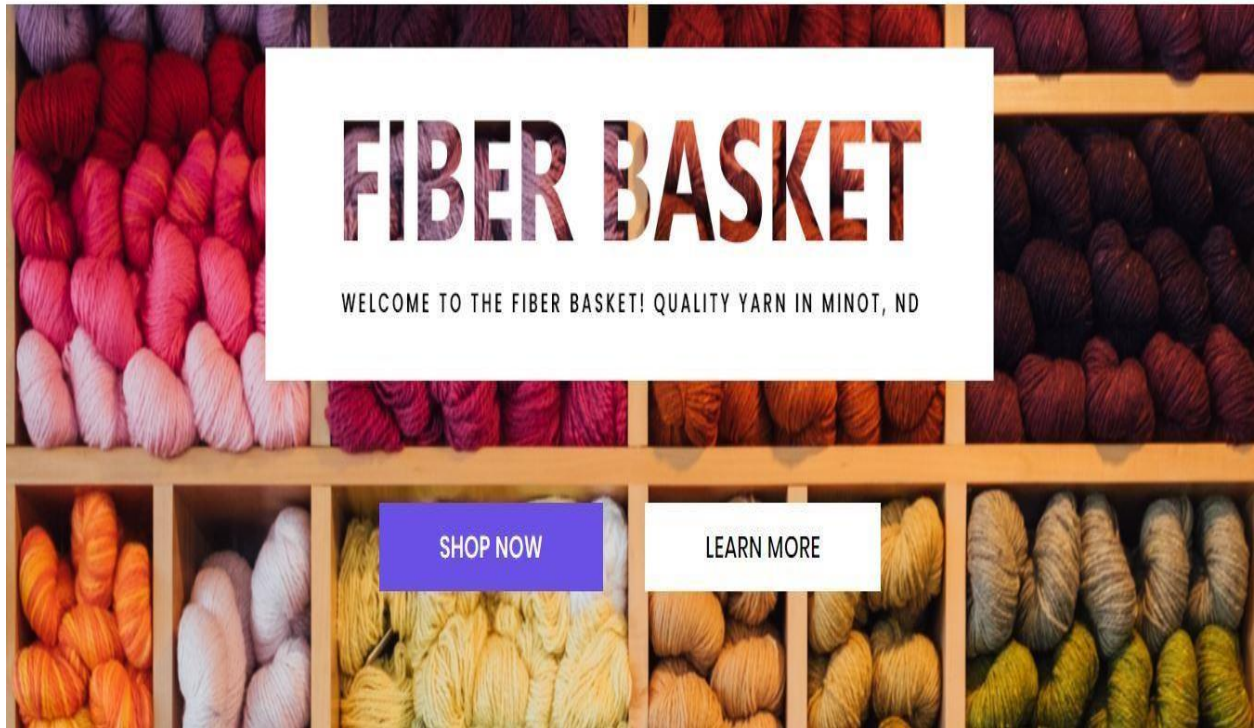 FIBER BASKET
WELCOME TO THE FIBER BASKET! QUALITY YARN IN MINOT, ND
SHOP NOW
LEARN MORE